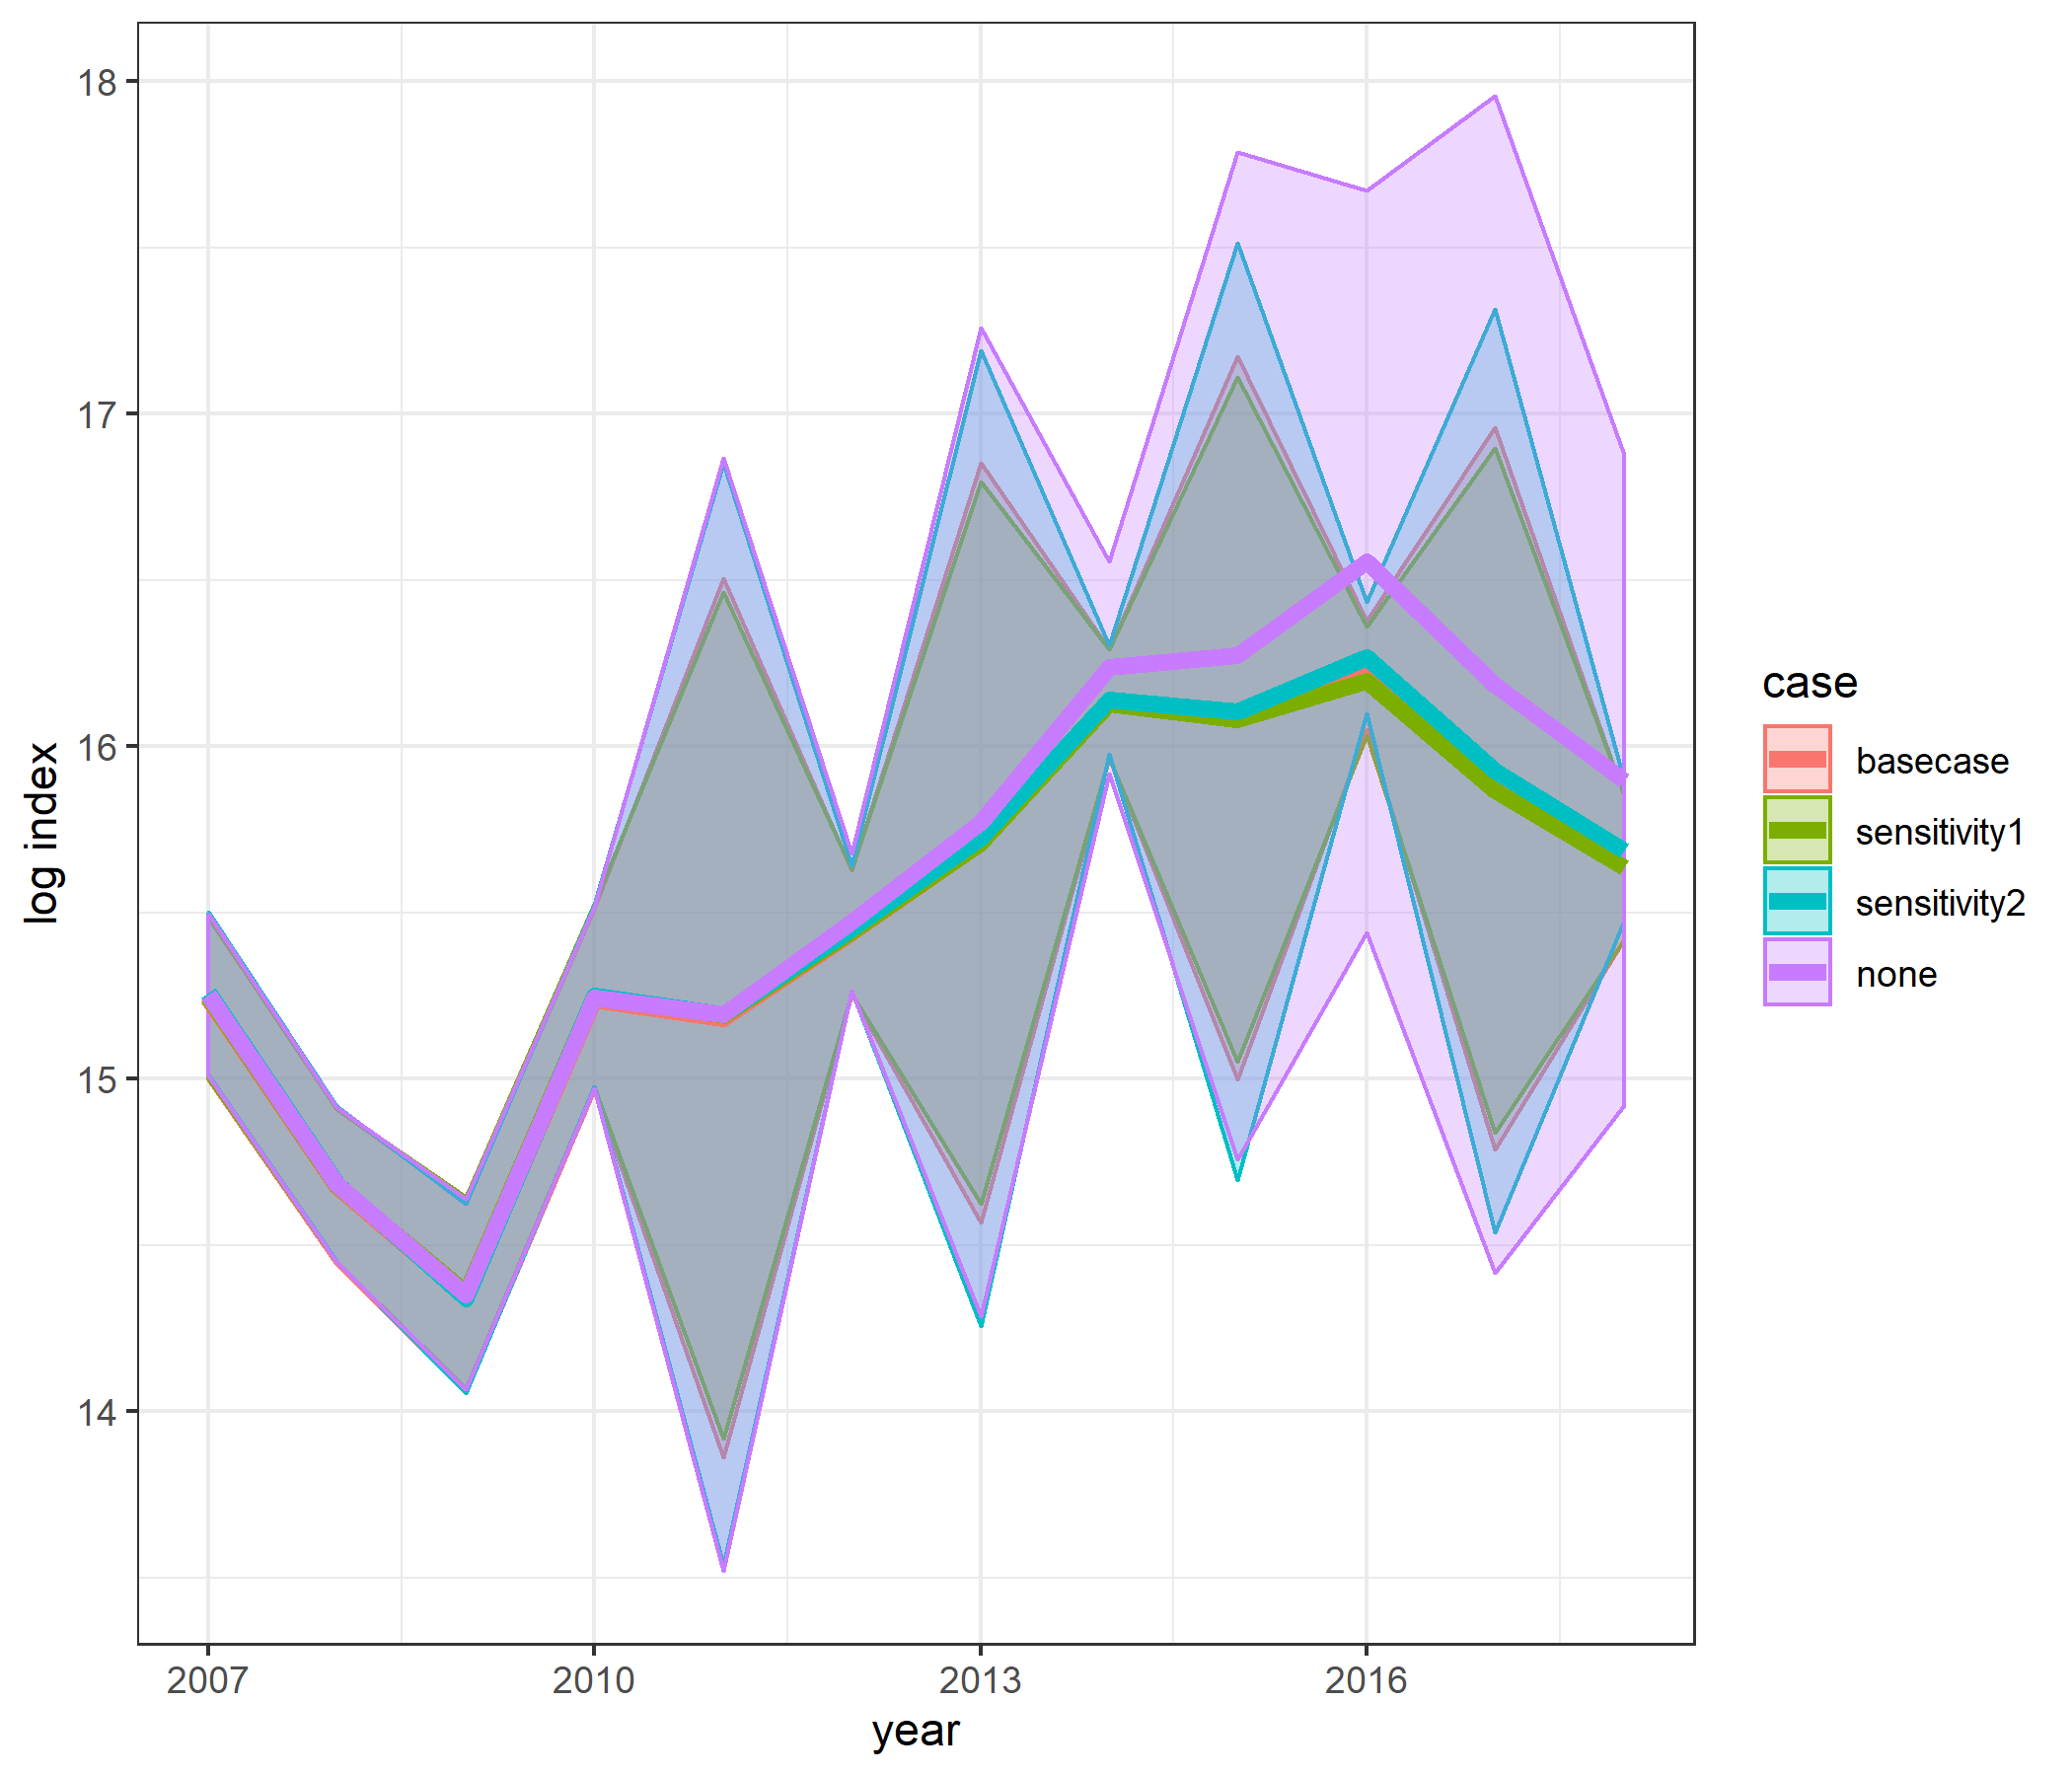 18
17
16
15
14
log index
2007
2010
2013
2016
year
case
basecase
sensitivity1
sensitivity2
none